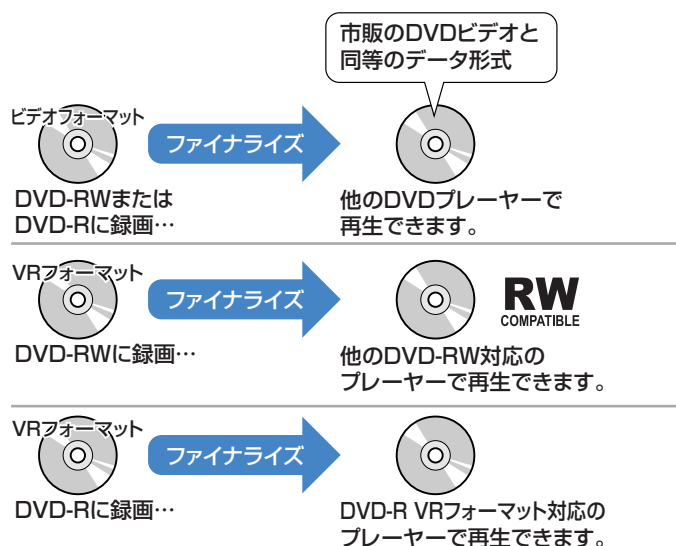 市販のDVDビデオと
同等のデータ形式
ビデオフォーマット
ファイナライズ
DVD-RWまたは
DVD-Rに録画…
他のDVDプレーヤーで
再生できます。
VRフォーマット
ファイナライズ
RW
COMPATIBLE
DVD-RWに録画…
他のDVD-RW対応の
プレーヤーで再生できます。
VRフォーマット
ファイナライズ
DVD-Rに録画…
DVD-R VRフォーマット対応の
プレーヤーで再生できます。